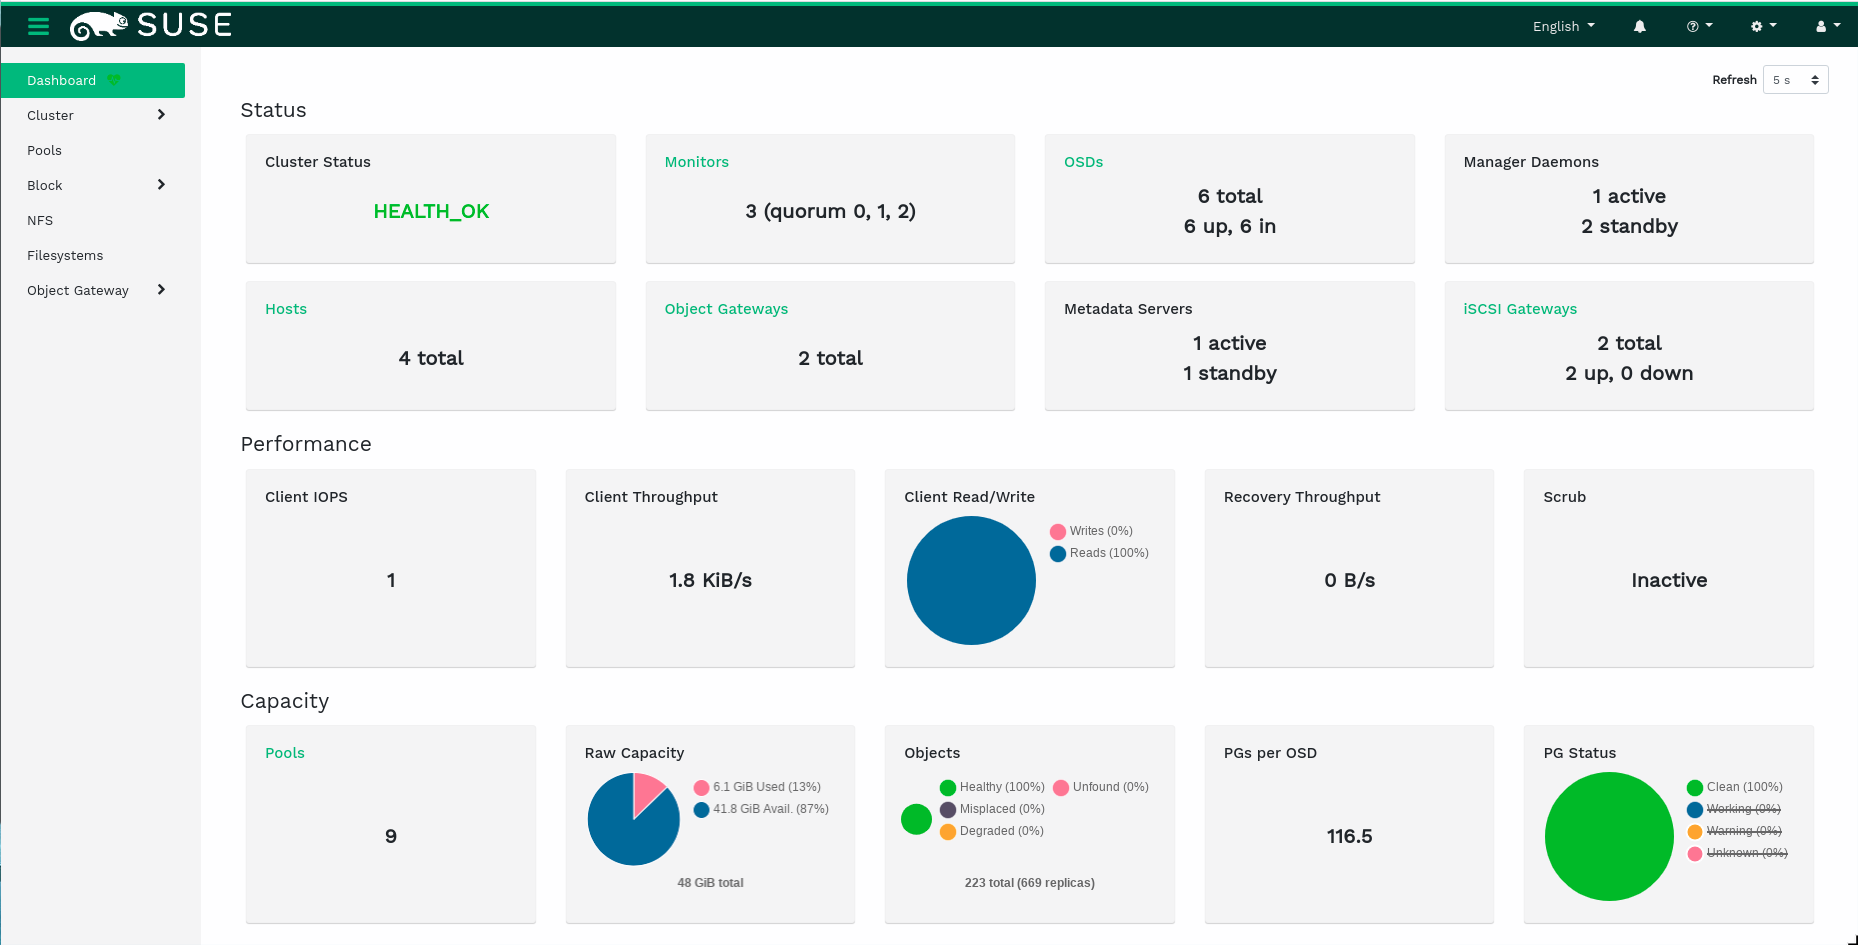 SUSE
English
Dashboard
Cluster
Pools
Block
NFS
Filesystems
Object Gateway
Refresh 5 s
Status
Cluster Status
HEALTH_OK
Monitors
3 (quorum 0, 1, 2)
OSDs
6 total
6 up, 6 in
Manager Daemons
1 active
2 standby
Hosts
4 total
Object Gateways
2 total
Metadata Servers
1 active
1 standby
iSCSI Gateways
2 total
2 up, 0 down
Performance
Client IOPS
1
Client Throughput
1.8 KiB/s
Client Read/Write
Writes (0%)
Reads (100%)
Recovery Throughput
0 B/s
Scrub
Inactive
Capacity
Pools
9
Raw Capacity
6.1 GiB Used (13%)
41.8 GiB Avail. (87%)
48 GiB total
Objects
Healthy (100%) Unfound (0%)
Misplaced (0%)
Degraded (0%)
223 total (669 replicas)
PGs per OSD
116.5
PG Status
Clean (100%)
Working (0%)
Warning (0%)
Unknown (0%)